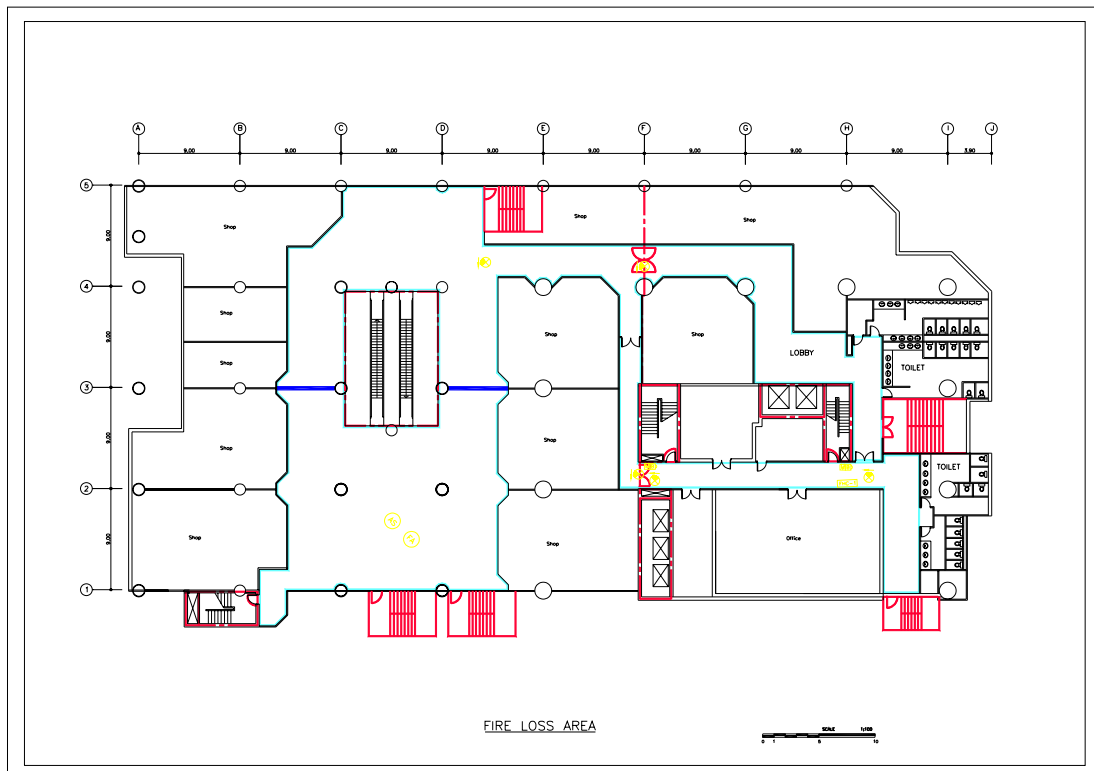 A B C D E F G H I J
9,00 9,00 9,00 9,00 9,00 9,00 9,00 9,00 3,90
5
Shop Shop Shop
9,00
4
Shop
9,00
Shop Shop
LOBBY
Shop
TOILET
3
9,00
Shop Shop
TOILET
2
9,00
Shop Shop Office
1
FIRE LOSS AREA
SCALE 1;100
0 1 5 10